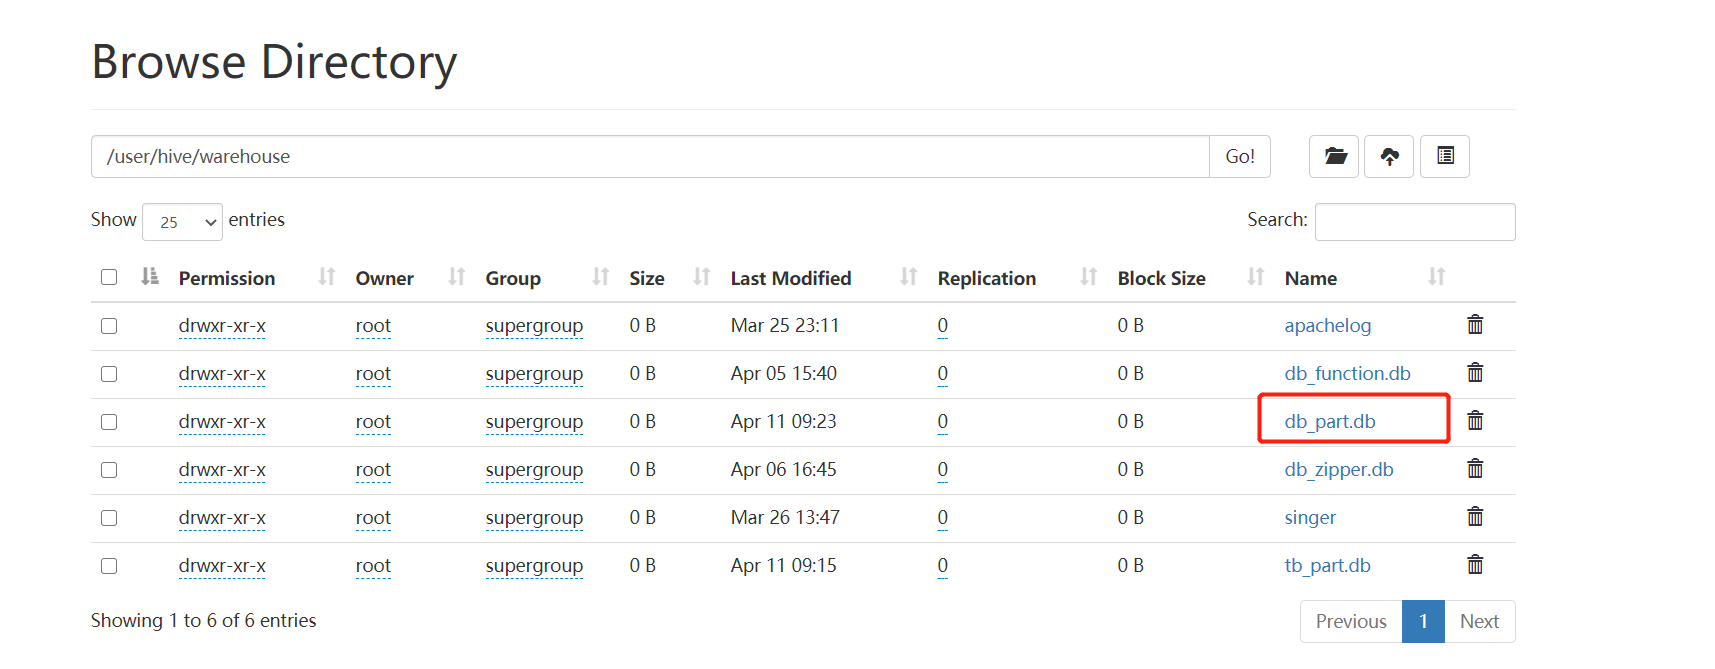 Browse Directory
/user/hive/warehouse Go!
Show 25 entries Search:
Permission Owner Group Size Last Modified Replication Block Size Name
drwxr-xr-x root supergroup 0 B Mar 25 23:11 0 0 B apachelog
drwxr-xr-x root supergroup 0 B Apr 05 15:40 0 0 B db_function.db
drwxr-xr-x root supergroup 0 B Apr 11 09:23 0 0 B db_part.db
drwxr-xr-x root supergroup 0 B Apr 06 16:45 0 0 B db_zipper.db
drwxr-xr-x root supergroup 0 B Mar 26 13:47 0 0 B singer
drwxr-xr-x root supergroup 0 B Apr 11 09:15 0 0 B tb_part.db
Showing 1 to 6 of 6 entries Previous 1 Next